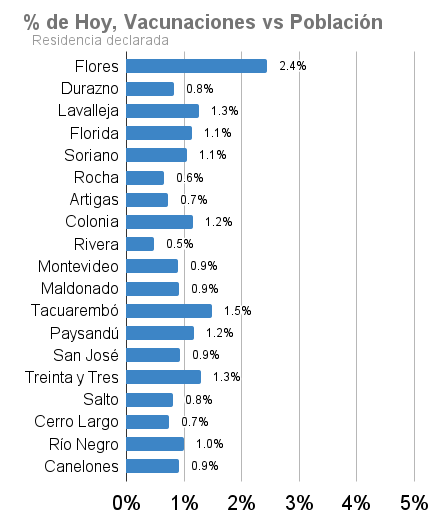 % de Hoy, Vacunaciones vs Población
Residencia declarada
Flores 2.4%
Durazno 0.8%
Lavalleja 1.3%
Florida 1.1%
Soriano 1.1%
Rocha 0.6%
Artigas 0.7%
Colonia 1.2%
Rivera 0.5%
Montevideo 0.9%
Maldonado 0.9%
Tacuarembó 1.5%
Paysandú 1.2%
San José 0.9%
Treinta y Tres 1.3%
Salto 0.8%
Cerro Largo 0.7%
Río Negro 1.0%
Canelones 0.9%
0% 1% 2% 3% 4% 5%